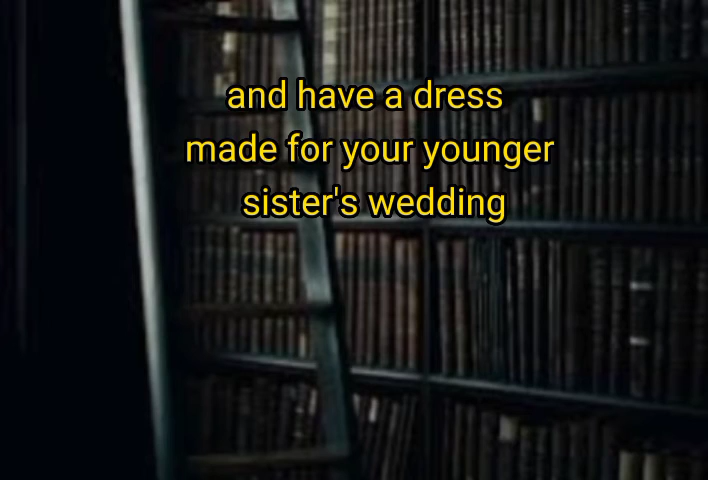 and have a dress
made for your younger
sister's wedding